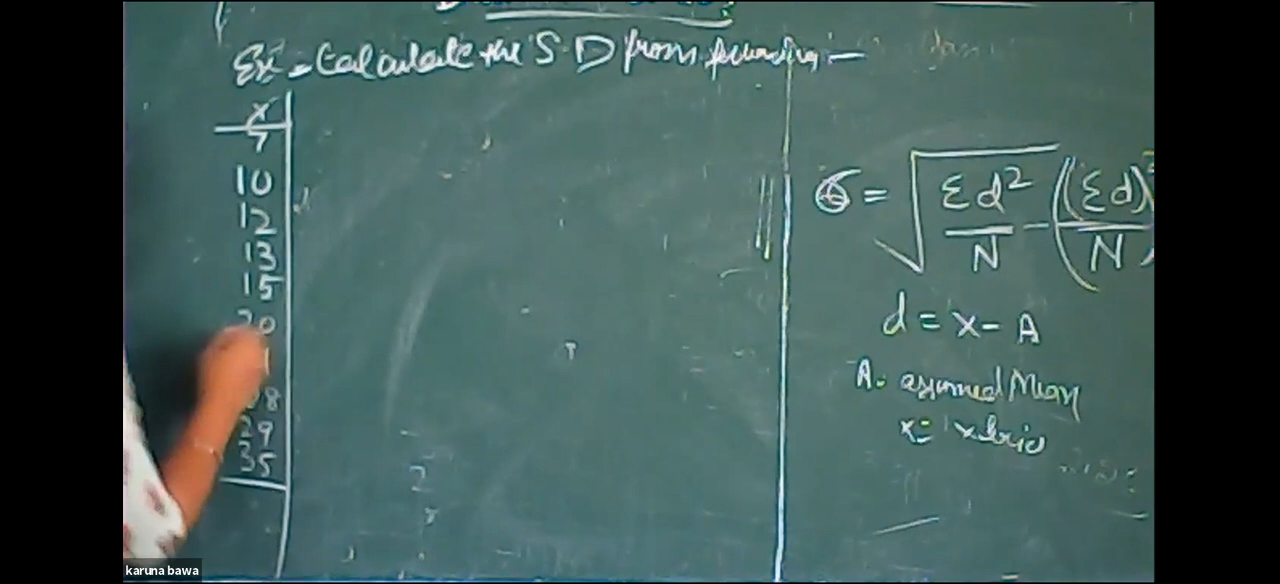 Ex = Calculate the S.D from following :-
X
7
10
12
13
15
20
1
28
29
35
σ = √ Σd² / N - (Σd / N)²
d = x - A
A = assumed Mean
x =
karuna bawa